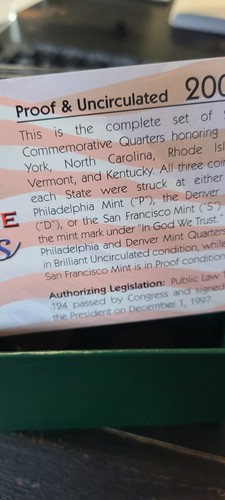 Proof & Uncirculated 200
This is the complete set of
Commemorative Quarters honoring
York, North Carolina, Rhode Isl
Vermont, and Kentucky. All three coin
each State were struck at either
Philadelphia Mint ("P"), the Denver
("D"), or the San Francisco Mint ("S")
the mint mark under "In God We Trust."
Philadelphia and Denver Mint Quarters
in Brilliant Uncirculated condition, while
San Francisco Mint is in Proof condition
E
S
Authorizing Legislation: Public Law
124 passed by Congress and signed
the President on December 1, 1997.